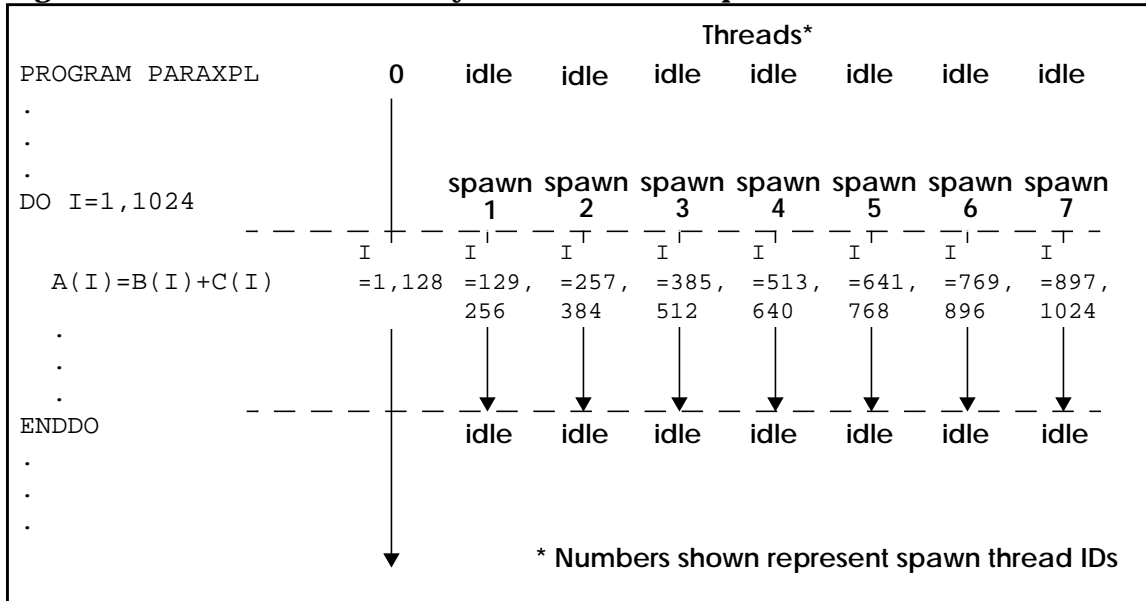 Threads*
PROGRAM PARAXPL 0 idle idle idle idle idle idle idle
.
.
.
spawn spawn spawn spawn spawn spawn spawn
DO I=1,1024 1 2 3 4 5 6 7
I I I I I I I I
A(I)=B(I)+C(I) =1,128 =129, =257, =385, =513, =641, =769, =897,
256 384 512 640 768 896 1024
.
.
.
ENDDO idle idle idle idle idle idle idle
.
.
.
* Numbers shown represent spawn thread IDs